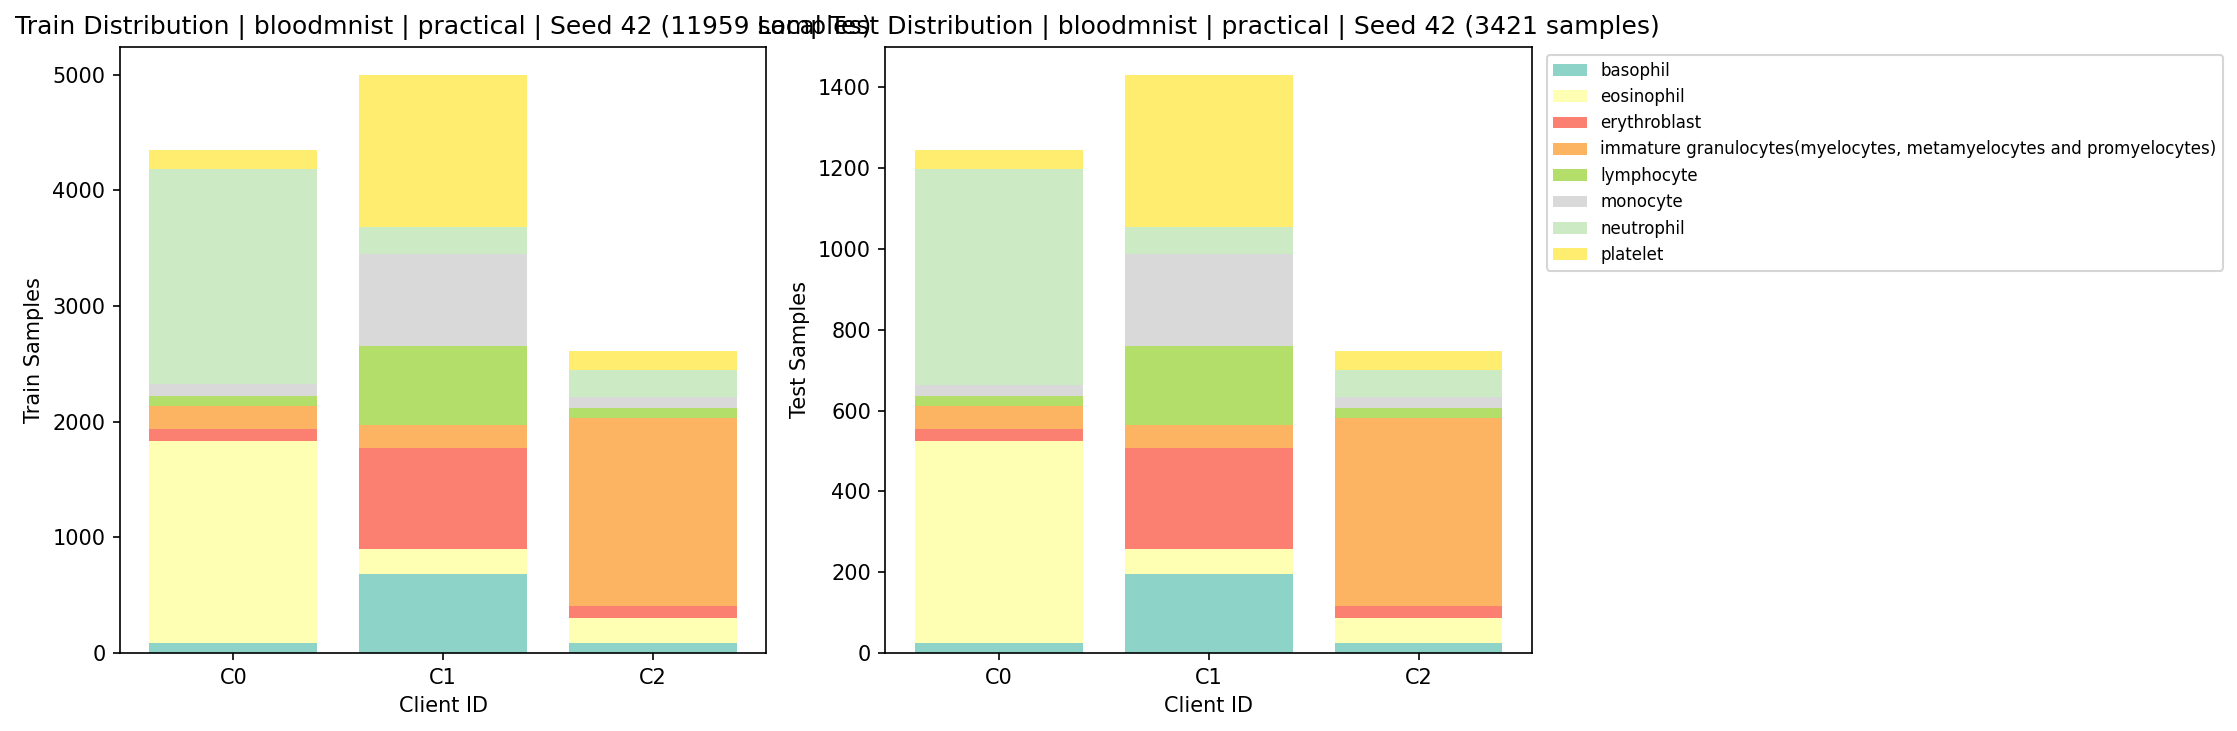 Train Distribution | bloodmnist | practical | Seed 42 (11959 samples)
Local Test Distribution | bloodmnist | practical | Seed 42 (3421 samples)
Train Samples
5000
4000
3000
2000
1000
0
C0 C1 C2
Client ID
Test Samples
1400
1200
1000
800
600
400
200
0
C0 C1 C2
Client ID
basophil
eosinophil
erythroblast
immature granulocytes(myelocytes, metamyelocytes and promyelocytes)
lymphocyte
monocyte
neutrophil
platelet